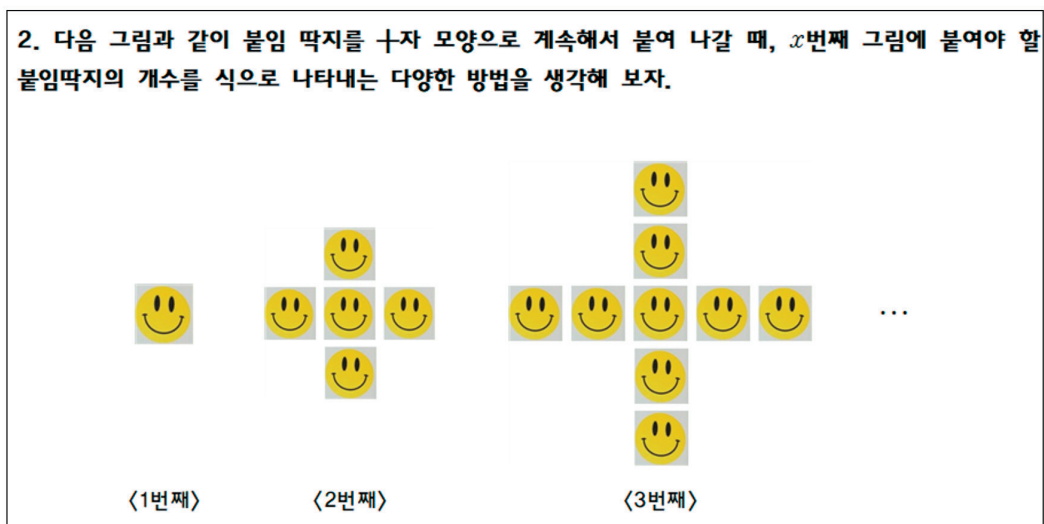 2. 다음 그림과 같이 붙임 딱지를 十자 모양으로 계속해서 붙여 나갈 때, x번째 그림에 붙여야 할
붙임딱지의 개수를 식으로 나타내는 다양한 방법을 생각해 보자.
...
〈1번째〉 〈2번째〉 〈3번째〉